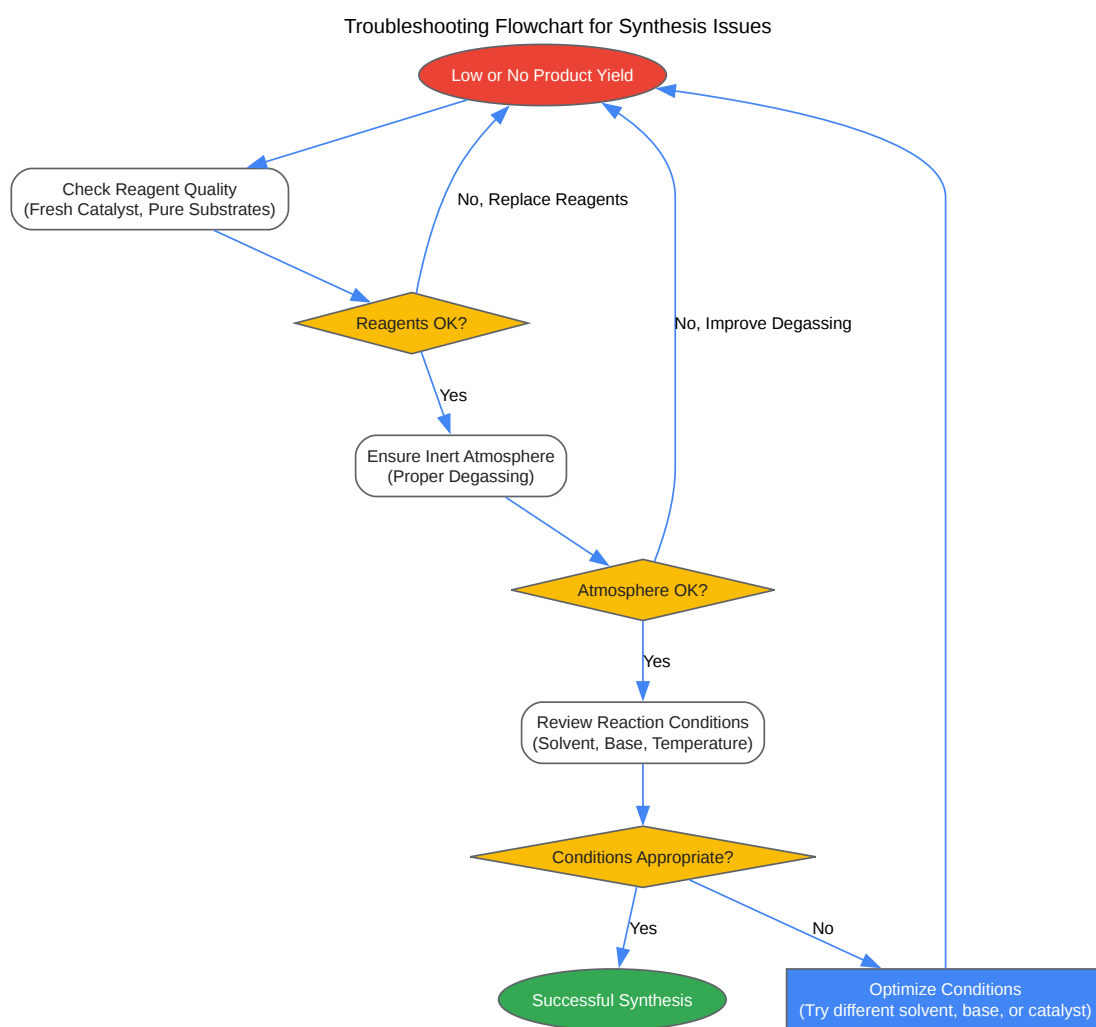 Troubleshooting Flowchart for Synthesis Issues
Low or No Product Yield
Check Reagent Quality
(Fresh Catalyst, Pure Substrates)
No, Replace Reagents
Reagents OK?
No, Improve Degassing
Yes
Ensure Inert Atmosphere
(Proper Degassing)
Atmosphere OK?
Yes
Review Reaction Conditions
(Solvent, Base, Temperature)
Conditions Appropriate?
Yes
No
Successful Synthesis
Optimize Conditions
(Try different solvent, base, or catalyst)